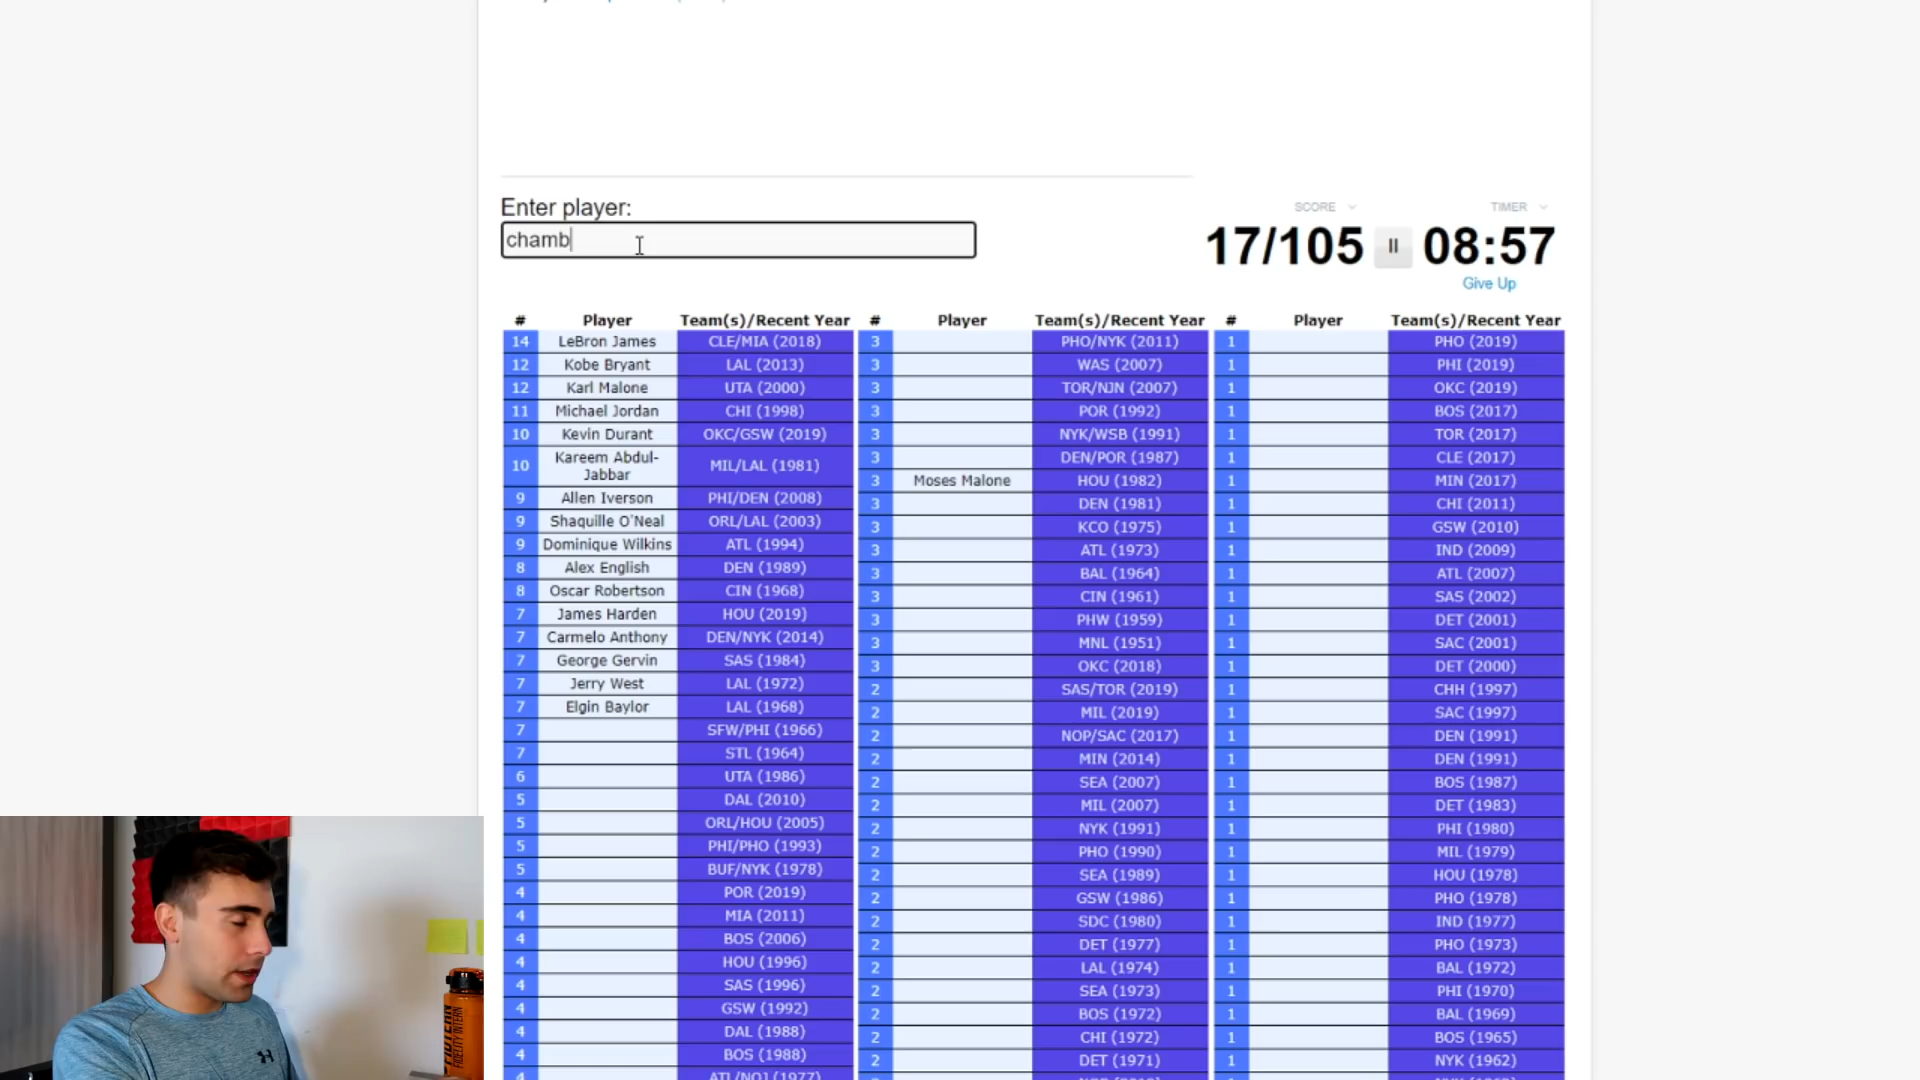 Enter player:
chamb
SCORE
TIMER
17/105
08:57
Give Up
# Player Team(s)/Recent Year # Player Team(s)/Recent Year # Player Team(s)/Recent Year
14 LeBron James CLE/MIA (2018) 3 PHO/NYK (2011) 1 PHO (2019)
12 Kobe Bryant LAL (2013) 3 WAS (2007) 1 PHI (2019)
12 Karl Malone UTA (2000) 3 TOR/NJN (2007) 1 OKC (2019)
11 Michael Jordan CHI (1998) 3 POR (1992) 1 BOS (2017)
10 Kevin Durant OKC/GSW (2019) 3 NYK/WSB (1991) 1 TOR (2017)
10 Kareem Abdul-
Jabbar MIL/LAL (1981) 3 DEN/POR (1987) 1 CLE (2017)
3 Moses Malone HOU (1982) 1 MIN (2017)
9 Allen Iverson PHI/DEN (2008) 3 DEN (1981) 1 CHI (2011)
9 Shaquille O'Neal ORL/LAL (2003) 3 KCO (1975) 1 GSW (2010)
9 Dominique Wilkins ATL (1994) 3 ATL (1973) 1 IND (2009)
8 Alex English DEN (1989) 3 BAL (1964) 1 ATL (2007)
8 Oscar Robertson CIN (1968) 3 CIN (1961) 1 SAS (2002)
7 James Harden HOU (2019) 3 PHW (1959) 1 DET (2001)
7 Carmelo Anthony DEN/NYK (2014) 3 MNL (1951) 1 SAC (2001)
7 George Gervin SAS (1984) 3 OKC (2018) 1 DET (2000)
7 Jerry West LAL (1972) 2 SAS/TOR (2019) 1 CHH (1997)
7 Elgin Baylor LAL (1968) 2 MIL (2019) 1 SAC (1997)
7 SFW/PHI (1966) 2 NOP/SAC (2017) 1 DEN (1991)
7 STL (1964) 2 MIN (2014) 1 DEN (1991)
6 UTA (1986) 2 SEA (2007) 1 BOS (1987)
5 DAL (2010) 2 MIL (2007) 1 DET (1983)
5 ORL/HOU (2005) 2 NYK (1991) 1 PHI (1980)
5 PHI/PHO (1993) 2 PHO (1990) 1 MIL (1979)
5 BUF/NYK (1978) 2 SEA (1989) 1 HOU (1978)
4 POR (2019) 2 GSW (1986) 1 PHO (1978)
4 MIA (2011) 2 SDC (1980) 1 IND (1977)
4 BOS (2006) 2 DET (1977) 1 PHO (1973)
4 HOU (1996) 2 LAL (1974) 1 BAL (1972)
4 SAS (1996) 2 SEA (1973) 1 PHI (1970)
4 GSW (1992) 2 BOS (1972) 1 BAL (1969)
4 DAL (1988) 2 CHI (1972) 1 BOS (1965)
4 BOS (1988) 2 DET (1971) 1 NYK (1962)
4 ATL/NOJ (1977)
FIDELITY INTERN